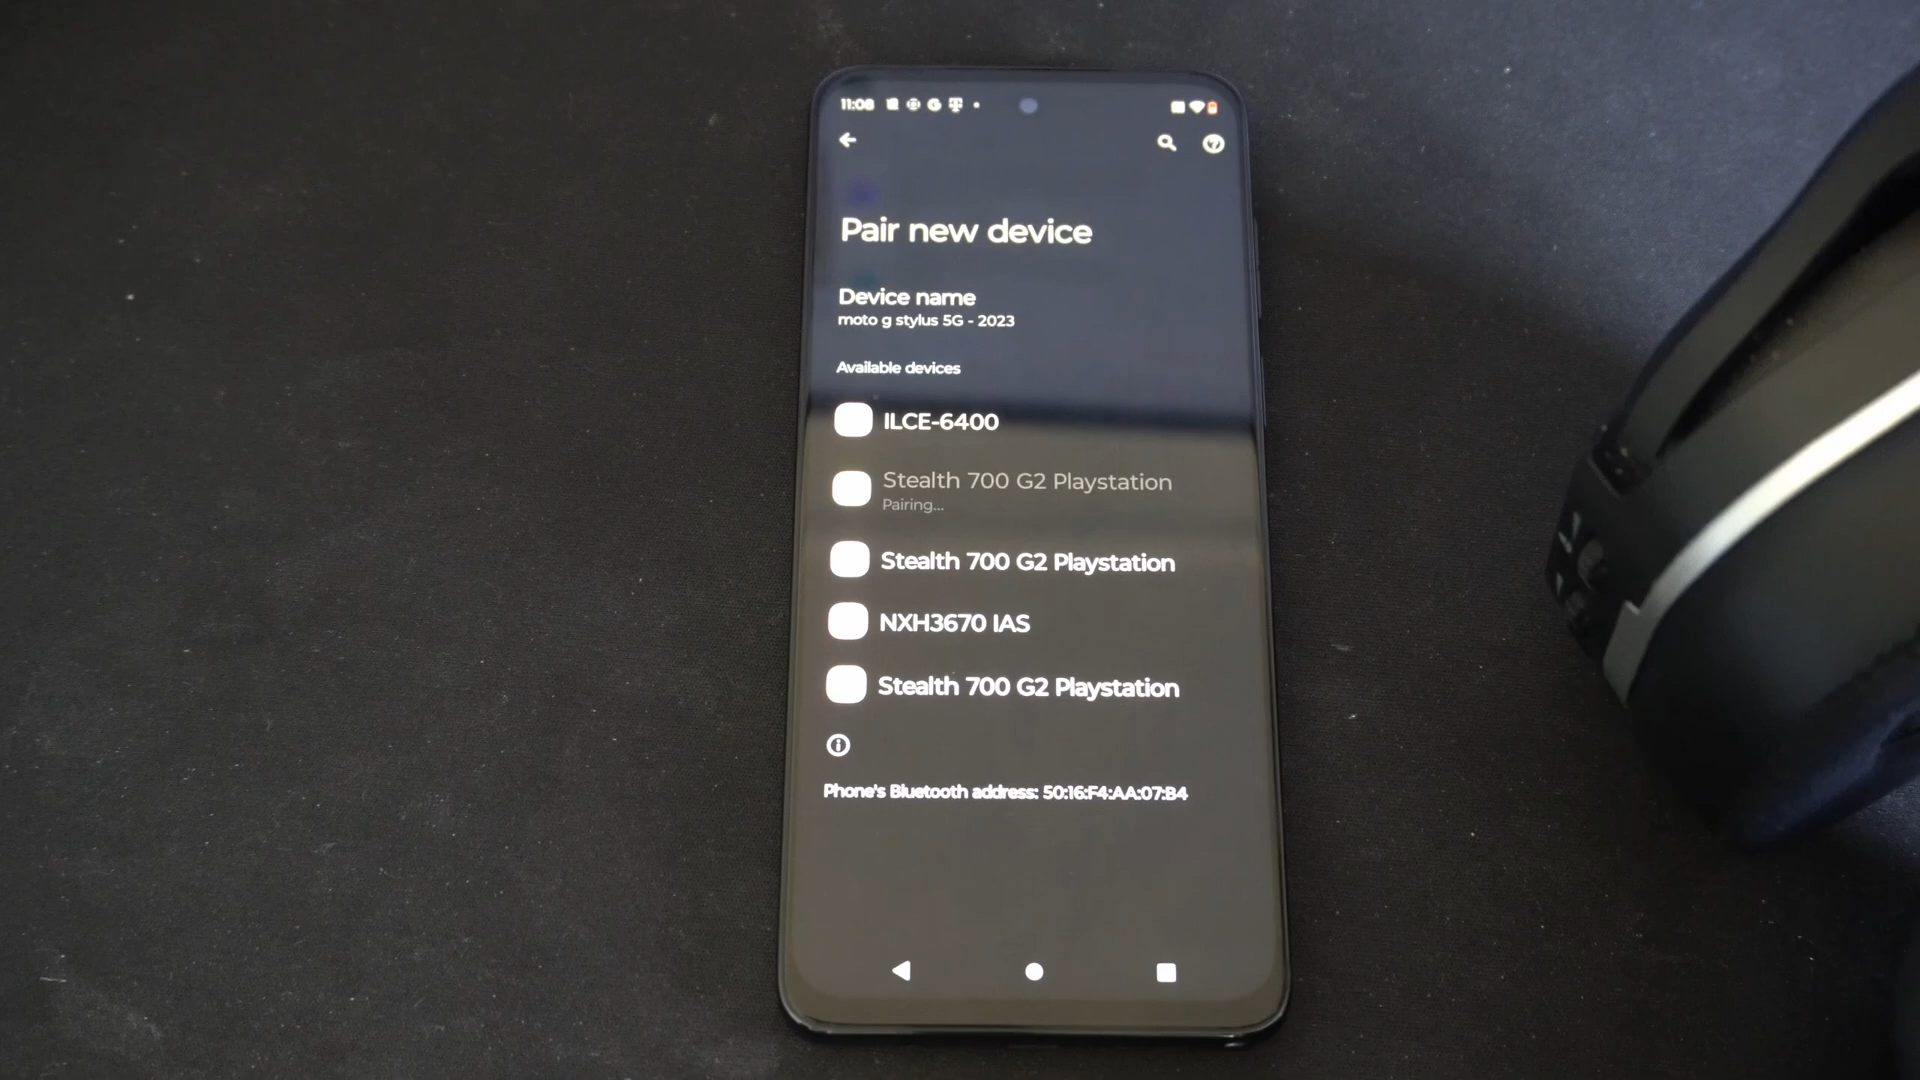 11:08
Pair new device
Device name
moto g stylus 5G - 2023
Available devices
ILCE-6400
Stealth 700 G2 Playstation
Pairing...
Stealth 700 G2 Playstation
NXH3670 IAS
Stealth 700 G2 Playstation
Phone's Bluetooth address: 50:16:F4:AA:07:B4